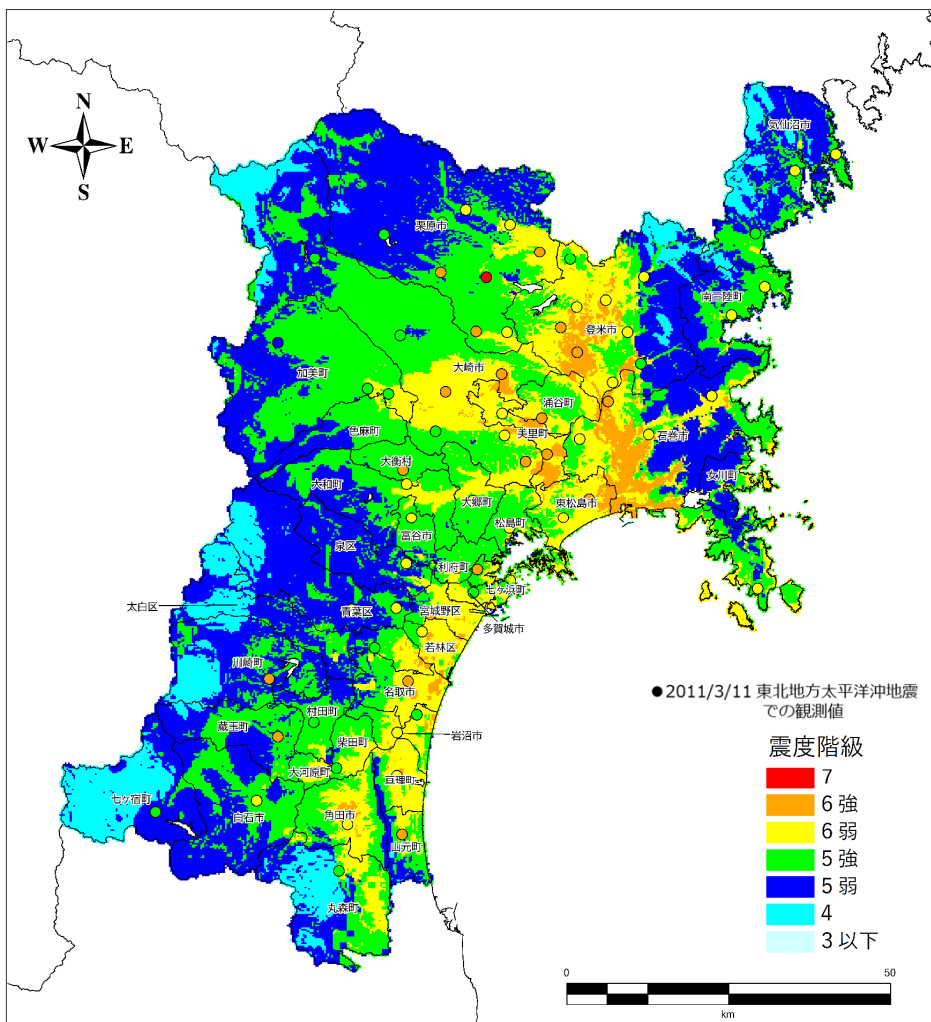 N
W
E
S
気仙沼市
栗原市
南三陸町
登米市
加美町
大崎市
涌谷町
色麻町
美里町
石巻市
大衡村
女川町
大和町
大郷町
東松島市
松島町
富谷市
泉区
利府町
七ヶ浜町
太白区
青葉区
宮城野区
多賀城市
若林区
川崎町
名取市
●2011/3/11 東北地方太平洋沖地震
での観測値
村田町
蔵王町
岩沼市
柴田町
震度階級
大河原町
亘理町
7
七ヶ宿町
6強
白石市
角田市
6弱
山元町
5強
5弱
丸森町
4
3以下
0
50
km